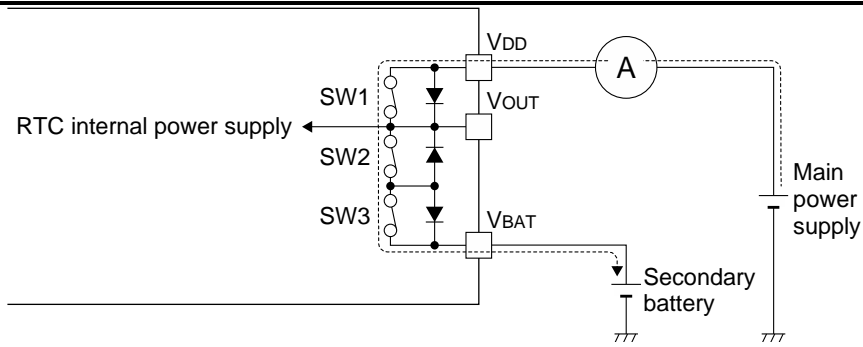 VDD
A
SW1
VOUT
RTC internal power supply
SW2
Main
power
supply
SW3
VBAT
Secondary
battery